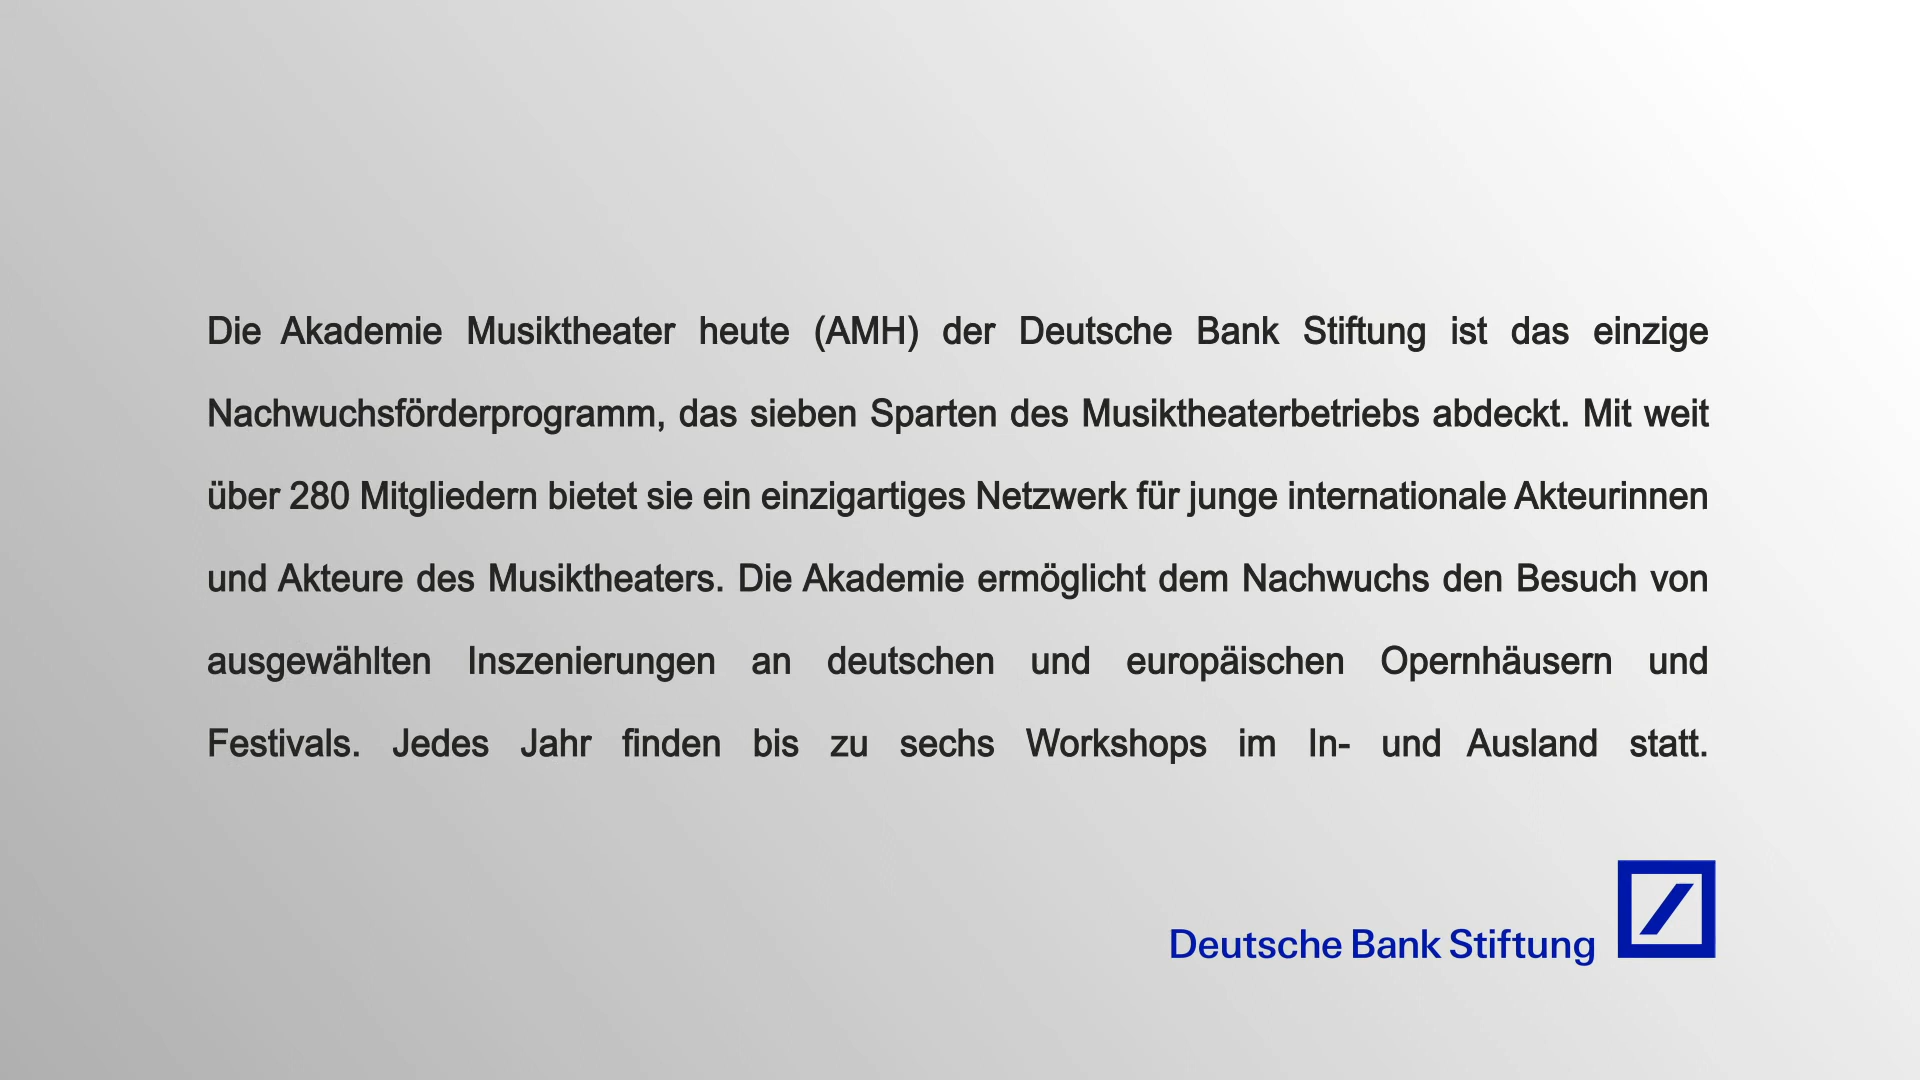 Die Akademie Musiktheater heute (AMH) der Deutsche Bank Stiftung ist das einzige
Nachwuchsförderprogramm, das sieben Sparten des Musiktheaterbetriebs abdeckt. Mit weit
über 280 Mitgliedern bietet sie ein einzigartiges Netzwerk für junge internationale Akteurinnen
und Akteure des Musiktheaters. Die Akademie ermöglicht dem Nachwuchs den Besuch von
ausgewählten Inszenierungen an deutschen und europäischen Opernhäusern und
Festivals. Jedes Jahr finden bis zu sechs Workshops im In- und Ausland statt.
Deutsche Bank Stiftung